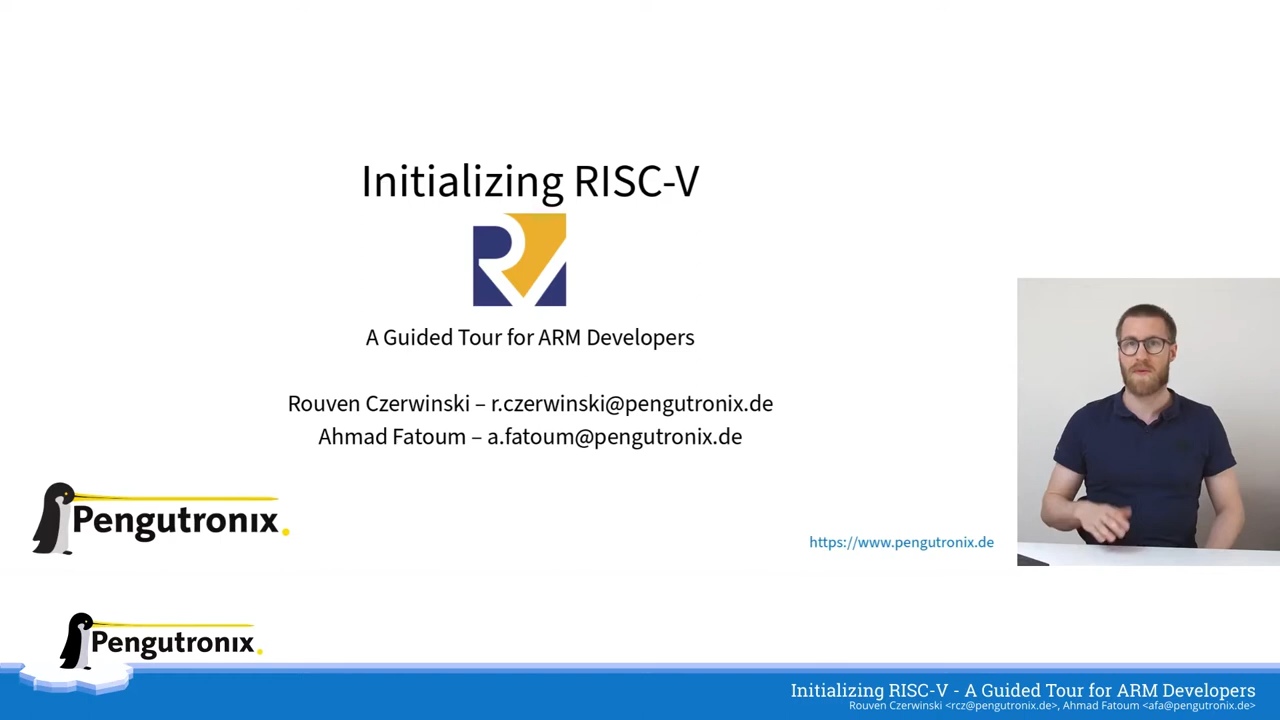 Initializing RISC-V
A Guided Tour for ARM Developers
Rouven Czerwinski – r.czerwinski@pengutronix.de
Ahmad Fatoum – a.fatoum@pengutronix.de
Pengutronix.
https://www.pengutronix.de
Pengutronix.
Initializing RISC-V - A Guided Tour for ARM Developers
Rouven Czerwinski <rcz@pengutronix.de>, Ahmad Fatoum <afa@pengutronix.de>